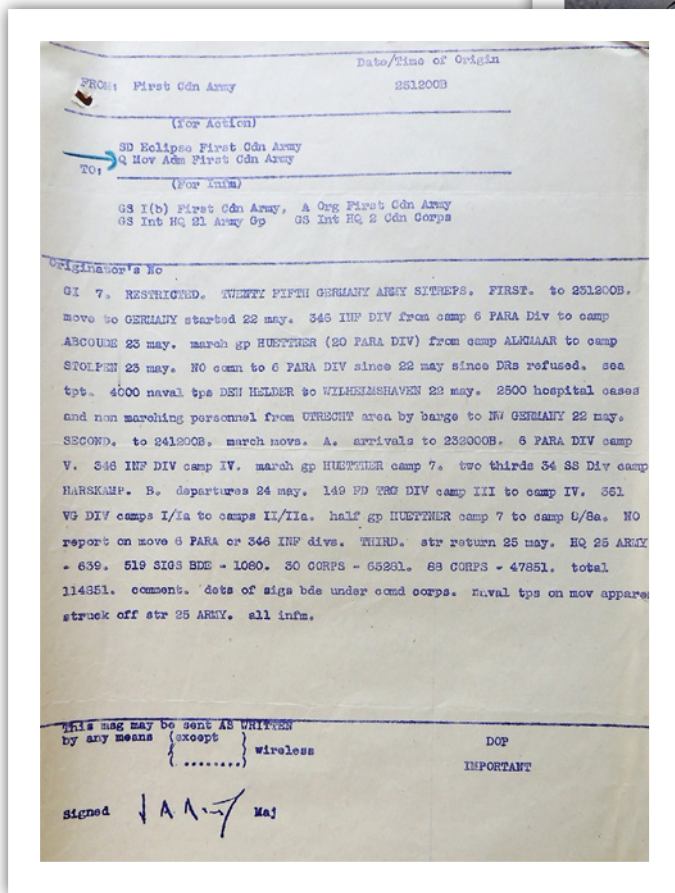 Date/Time of Origin
FROM: First Cdn Army 251200B
(for Action)
SD Eclipse First Cdn Army
Q Mov Adm First Cdn Army
TO:
(For Infm)
GS I(b) First Cdn Army, A Org First Cdn Army
GS Int HQ 21 Army Gp GS Int HQ 2 Cdn Corps
Originator's No
GI 7. RESTRICTED. TWENTY FIFTH GERMANY ARMY SITREPS. FIRST. to 231200B.
move to GERMANY started 22 may. 346 INF DIV from camp 6 PARA Div to camp
ABCOUDE 23 may. march gp HUETTNER (20 PARA DIV) from camp ALKMAAR to camp
STOLPEN 23 may. NO comn to 6 PARA DIV since 22 may since DRs refused. sea
tpt. 4000 naval tps DEN HELDER to WILHELMSHAVEN 22 may. 2500 hospital cases
and non marching personnel from UTRECHT area by barge to NW GERMANY 22 may.
SECOND. to 241200B. march movs. A. arrivals to 232000B. 6 PARA DIV camp
V. 346 INF DIV camp IV. march gp HUETTNER camp 7. two thirds 34 SS Div camp
HARSKAMP. B. departures 24 may. 149 FD TRG DIV camp III to camp IV. 361
VG DIV camps I/Ia to camps II/IIa. half gp HUETTNER camp 7 to camp 8/8a. NO
report on move 6 PARA or 346 INF divs. THIRD. str return 25 may. HQ 25 ARMY
- 639. 519 SIGS BDE - 1080. 30 CORPS - 65281. 88 CORPS - 47851. total
114851. comment. dets of sigs bde under comd corps. naval tps on mov appare
struck off str 25 ARMY. all infm.
This msg may be sent AS WRITTEN
by any means (except
(........) wireless
DOP
IMPORTANT
Signed Maj